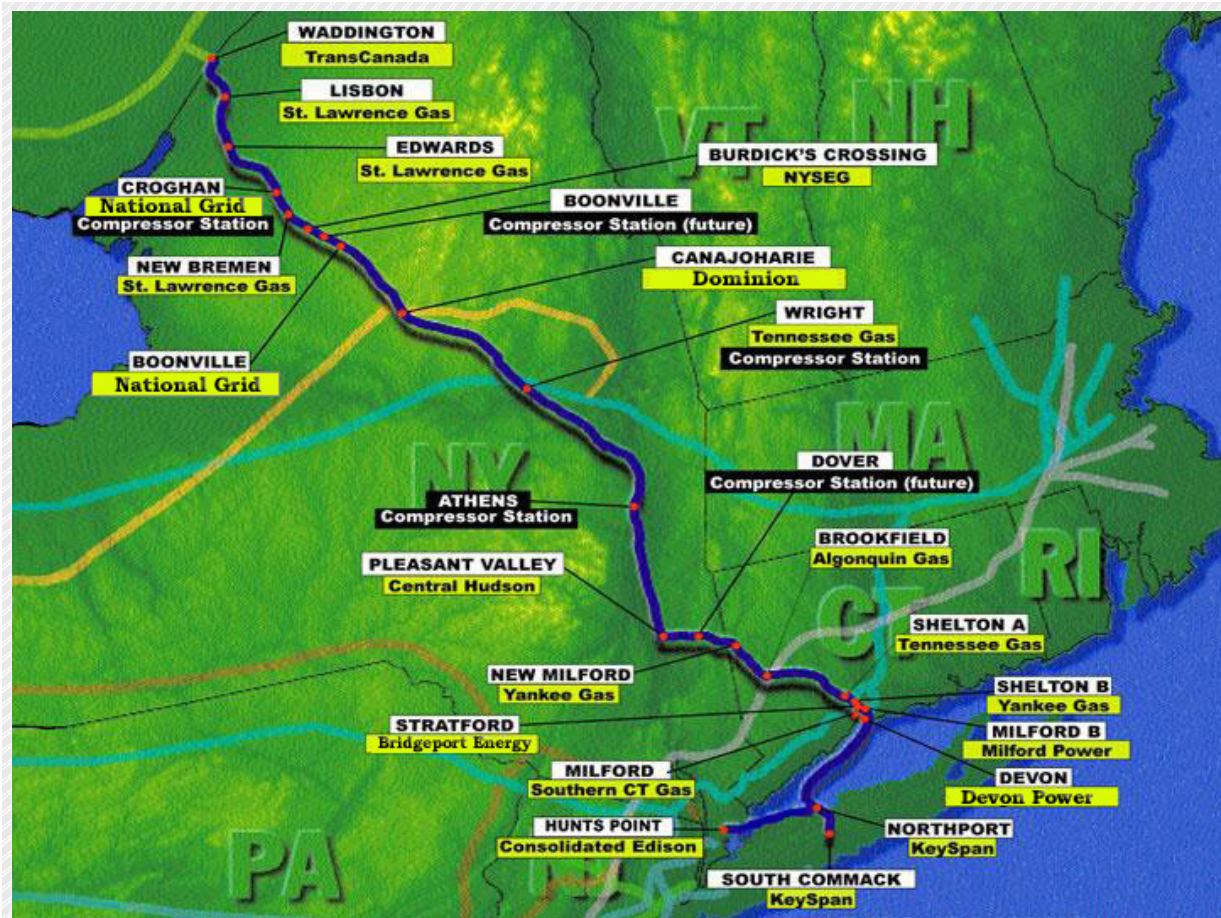 WADDINGTON
TransCanada
LISBON
St. Lawrence Gas
EDWARDS
St. Lawrence Gas
VT
NH
BURDICK'S CROSSING
NYSEG
CROGHAN
National Grid
Compressor Station
BOONVILLE
Compressor Station (future)
NEW BREMEN
St. Lawrence Gas
CANAJOHARIE
Dominion
WRIGHT
Tennessee Gas
Compressor Station
BOONVILLE
National Grid
NY
MA
DOVER
Compressor Station (future)
ATHENS
Compressor Station
BROOKFIELD
Algonquin Gas
RI
PLEASANT VALLEY
Central Hudson
CT
SHELTON A
Tennessee Gas
NEW MILFORD
Yankee Gas
SHELTON B
Yankee Gas
STRATFORD
Bridgeport Energy
MILFORD B
Milford Power
MILFORD
Southern CT Gas
DEVON
Devon Power
HUNTS POINT
Consolidated Edison
NORTHPORT
KeySpan
PA
NJ
SOUTH COMMACK
KeySpan